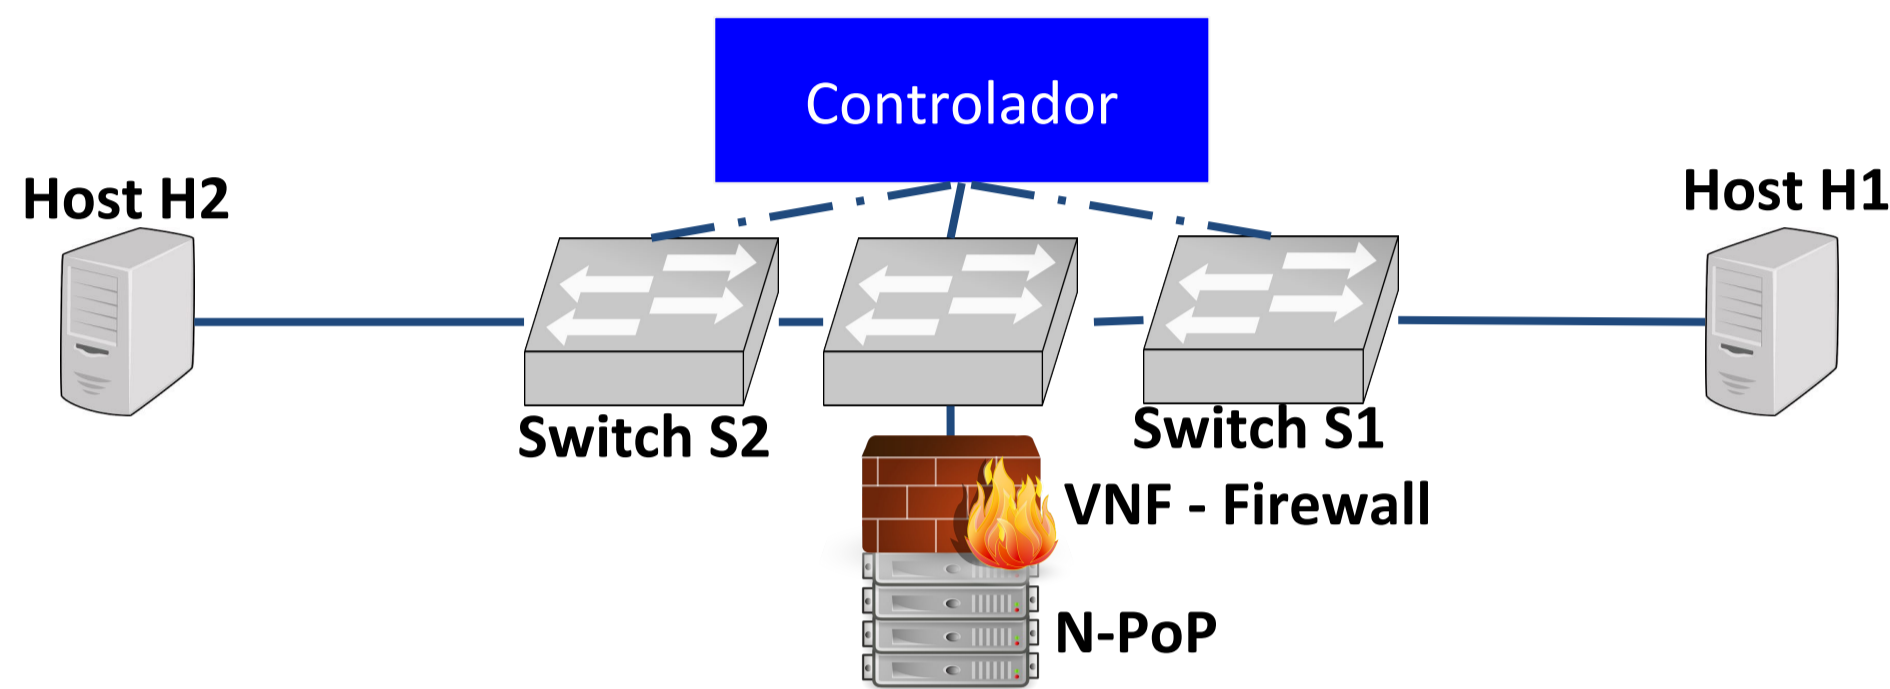 Controlador
Host H2
Host H1
Switch S2
Switch S1
VNF - Firewall
N-PoP